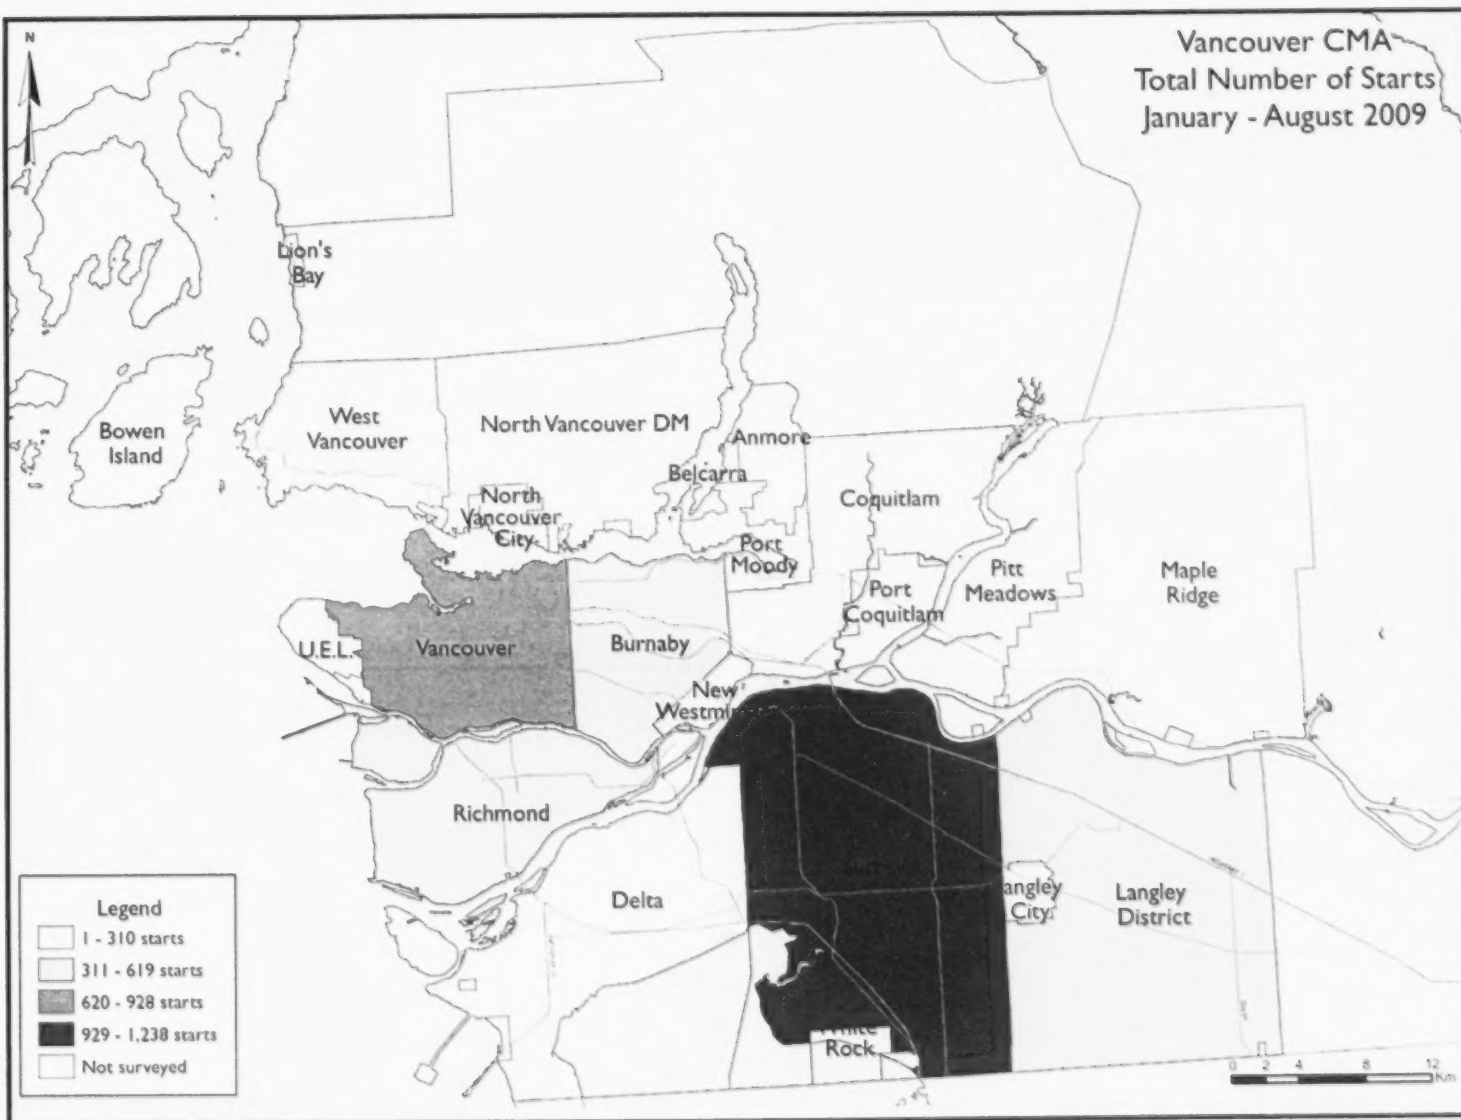 N
Vancouver CMA
Total Number of Starts
January - August 2009
Lion's
Bay
West
Vancouver
North Vancouver DM
Anmore
Bowen
Island
Belcarra
North
Vancouver
City
Coquitlam
Port
Moody
Pitt
Meadows
Maple
Ridge
Port
Coquitlam
U.E.L.
Vancouver
Burnaby
New
Richmond
Delta
City
Langley
District
Rock
Legend
1 - 310 starts
311 - 619 starts
620 - 928 starts
929 - 1,238 starts
Not surveyed
0 2 4 8 12
Km